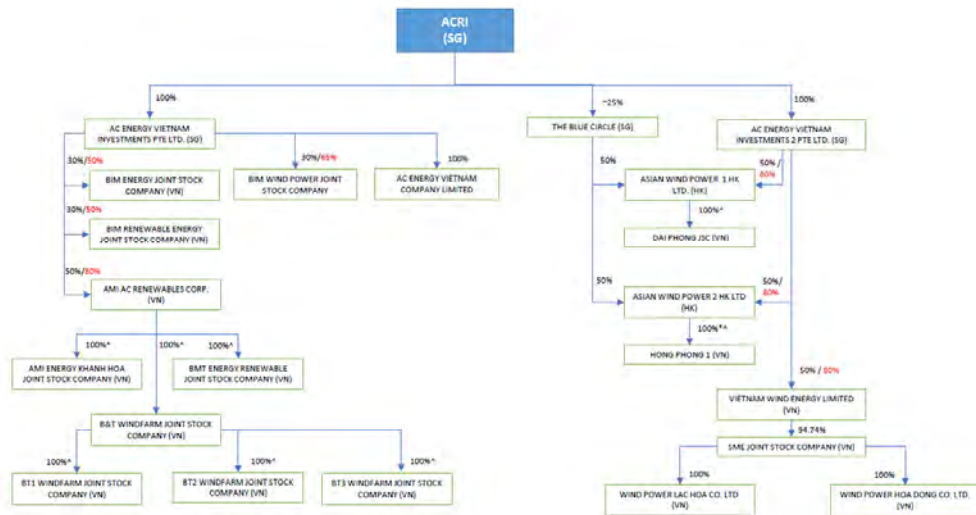 ACRI
(SG)
100%
~25%
100%
AC ENERGY VIETNAM
INVESTMENTS PTE LTD. (SG)
THE BLUE CIRCLE (SG)
AC ENERGY VIETNAM
INVESTMENTS 2 PTE LTD. (SG)
30%/50%
BIM ENERGY JOINT STOCK
COMPANY (VN)
30%/65%
BIM WIND POWER JOINT
STOCK COMPANY
100%
AC ENERGY VIETNAM
COMPANY LIMITED
30%/50%
BIM RENEWABLE ENERGY
JOINT STOCK COMPANY (VN)
50%/80%
AMI AC RENEWABLES CORP.
(VN)
100%^
100%^
100%^
AMI ENERGY KHANH HOA
JOINT STOCK COMPANY (VN)
BMT ENERGY RENEWABLE
JOINT STOCK COMPANY (VN)
B&T WINDFARM JOINT STOCK
COMPANY (VN)
100%^
100%^
100%^
BT1 WINDFARM JOINT STOCK
COMPANY (VN)
BT2 WINDFARM JOINT STOCK
COMPANY (VN)
BT3 WINDFARM JOINT STOCK
COMPANY (VN)
50%
50% /
80%
ASIAN WIND POWER 1 HK
LTD. (HK)
100%^
DAI PHONG JSC (VN)
50%
50%/
80%
ASIAN WIND POWER 2 HK LTD
(HK)
100%*^
HONG PHONG 1 (VN)
50% / 80%
VIETNAM WIND ENERGY LIMITED
(VN)
94.74%
SME JOINT STOCK COMPANY (VN)
100%
100%
WIND POWER LAC HOA CO. LTD
(VN)
WIND POWER HOA DONG CO. LTD.
(VN)